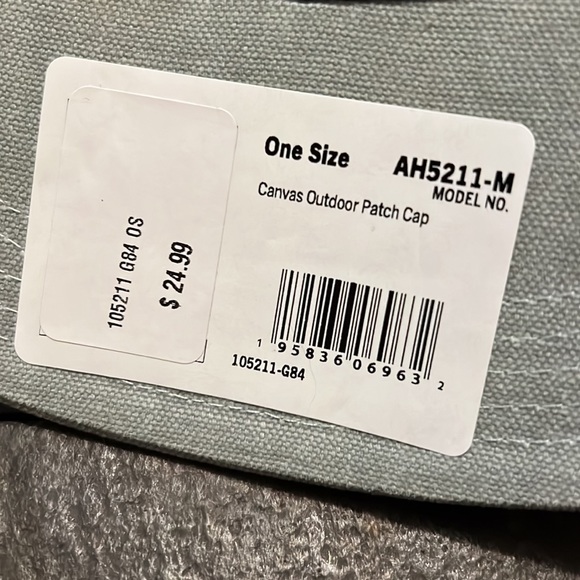 One Size
AH5211-M
MODEL NO.
Canvas Outdoor Patch Cap
1 95836 06963 2
105211-G84
105211 G84 OS
$ 24.99